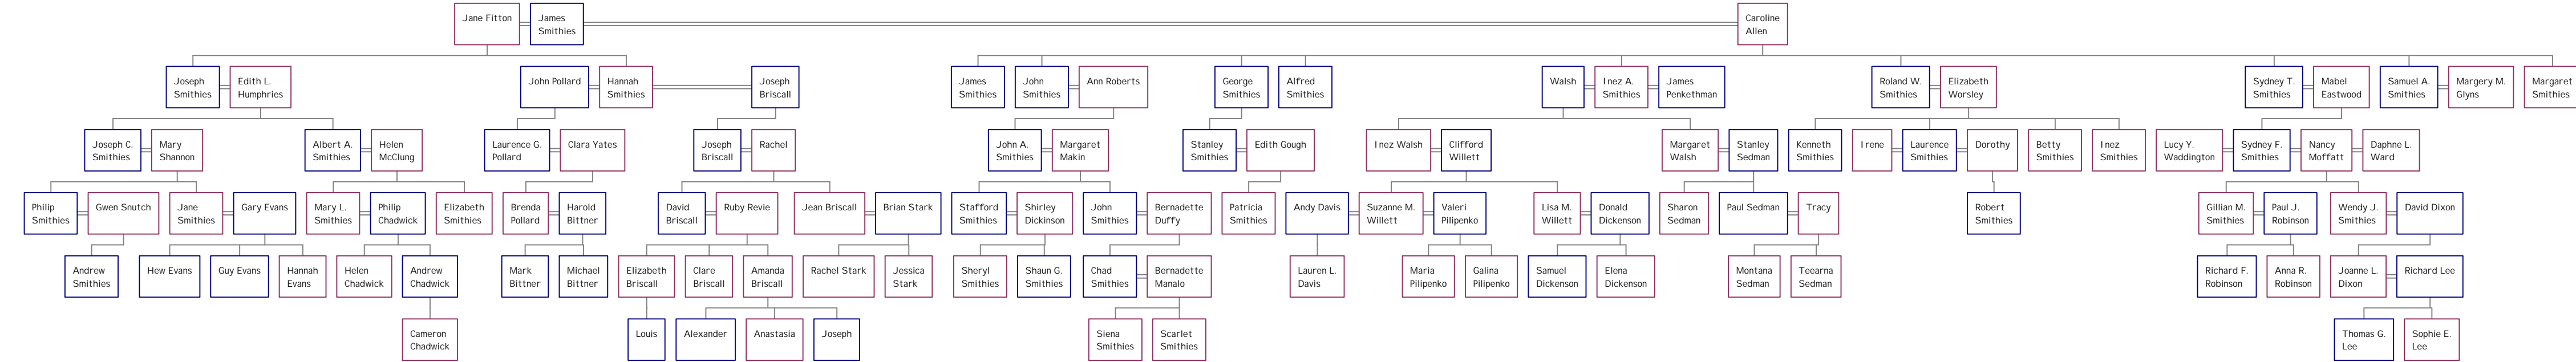 Jane Fitton
James
Smithies
Caroline
Allen
Joseph
Smithies
Edith L.
Humphries
John Pollard
Hannah
Smithies
Joseph
Briscall
James
Smithies
John
Smithies
Ann Roberts
George
Smithies
Alfred
Smithies
Walsh
Inez A.
Smithies
James
Penkethman
Roland W.
Smithies
Elizabeth
Worsley
Sydney T.
Smithies
Mabel
Eastwood
Samuel A.
Smithies
Margery M.
Glyns
Margaret
Smithies
Joseph C.
Smithies
Mary
Shannon
Albert A.
Smithies
Helen
McClung
Laurence G.
Pollard
Clara Yates
Joseph
Briscall
Rachel
John A.
Smithies
Margaret
Makin
Stanley
Smithies
Edith Gough
Inez Walsh
Clifford
Willett
Margaret
Walsh
Stanley
Sedman
Kenneth
Smithies
Irene
Laurence
Smithies
Dorothy
Betty
Smithies
Inez
Smithies
Lucy Y.
Waddington
Sydney F.
Smithies
Nancy
Moffatt
Daphne L.
Ward
Philip
Smithies
Gwen Snutch
Jane
Smithies
Gary Evans
Mary L.
Smithies
Philip
Chadwick
Elizabeth
Smithies
Brenda
Pollard
Harold
Bittner
David
Briscall
Ruby Revie
Jean Briscall
Brian Stark
Stafford
Smithies
Shirley
Dickinson
John
Smithies
Bernadette
Duffy
Patricia
Smithies
Andy Davis
Suzanne M.
Willett
Valeri
Pilipenko
Lisa M.
Willett
Donald
Dickenson
Sharon
Sedman
Paul Sedman
Tracy
Robert
Smithies
Gillian M.
Smithies
Paul J.
Robinson
Wendy J.
Smithies
David Dixon
Andrew
Smithies
Hew Evans
Guy Evans
Hannah
Evans
Helen
Chadwick
Andrew
Chadwick
Mark
Bittner
Michael
Bittner
Elizabeth
Briscall
Clare
Briscall
Amanda
Briscall
Rachel Stark
Jessica
Stark
Sheryl
Smithies
Shaun G.
Smithies
Chad
Smithies
Bernadette
Manalo
Lauren L.
Davis
Maria
Pilipenko
Galina
Pilipenko
Samuel
Dickenson
Elena
Dickenson
Montana
Sedman
Teearna
Sedman
Richard F.
Robinson
Anna R.
Robinson
Joanne L.
Dixon
Richard Lee
Cameron
Chadwick
Louis
Alexander
Anastasia
Joseph
Siena
Smithies
Scarlet
Smithies
Thomas G.
Lee
Sophie E.
Lee